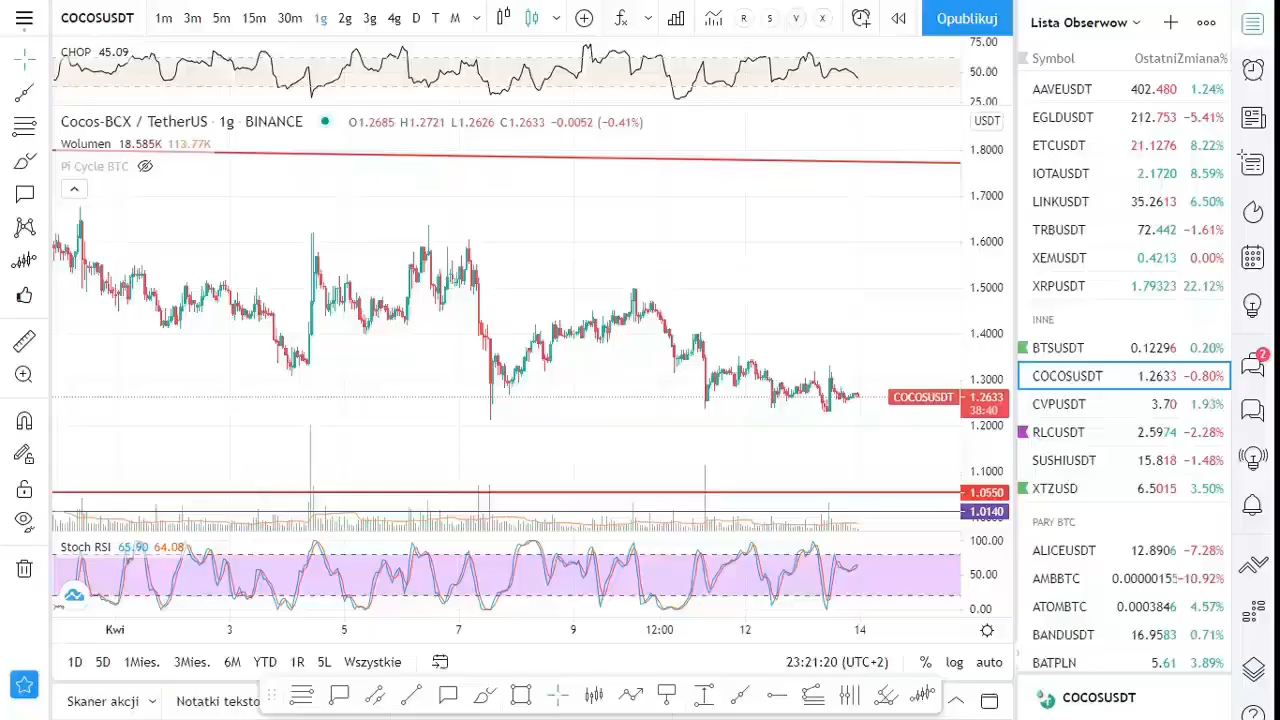 COCOSUSDT 1m 3m 5m 15m 30m 1g 2g 3g 4g D T M Opublikuj
CHOP 45.09
75.00
50.00
25.00
Cocos-BCX / TetherUS · 1g · BINANCE O1.2685 H1.2721 L1.2626 C1.2633 −0.0052 (−0.41%)
USDT
Wolumen 18.585K 113.77K
Pi Cycle BTC
1.8000
1.7000
1.6000
1.5000
1.4000
1.3000
COCOSUSDT 1.2633
38:40
1.2000
1.1000
1.0550
1.0140
Stoch RSI 65.90 64.08
100.00
50.00
0.00
Kwi 3 5 7 9 12:00 12 14
1D 5D 1Mies. 3Mies. 6M YTD 1R 5L Wszystkie 23:21:20 (UTC+2) % log auto
Skaner akcji Notatki teksto
Lista Obserwow
Symbol Ostatni Zmiana%
AAVEUSDT 402.480 1.24%
EGLDUSDT 212.753 −5.41%
ETCUSDT 21.1276 8.22%
IOTAUSDT 2.1720 8.59%
LINKUSDT 35.2613 6.50%
TRBUSDT 72.442 −1.61%
XEMUSDT 0.4213 0.00%
XRPUSDT 1.79323 22.12%
INNE
BTSUSDT 0.12296 0.20%
COCOSUSDT 1.2633 −0.80%
CVPUSDT 3.70 1.93%
RLCUSDT 2.5974 −2.28%
SUSHIUSDT 15.818 −1.48%
XTZUSD 6.5015 3.50%
PARY BTC
ALICEUSDT 12.8906 −7.28%
AMBBTC 0.00000155 −10.92%
ATOMBTC 0.0003846 4.57%
BANDUSDT 16.9583 0.71%
BATPLN 5.61 3.89%
COCOSUSDT
2
R S V X